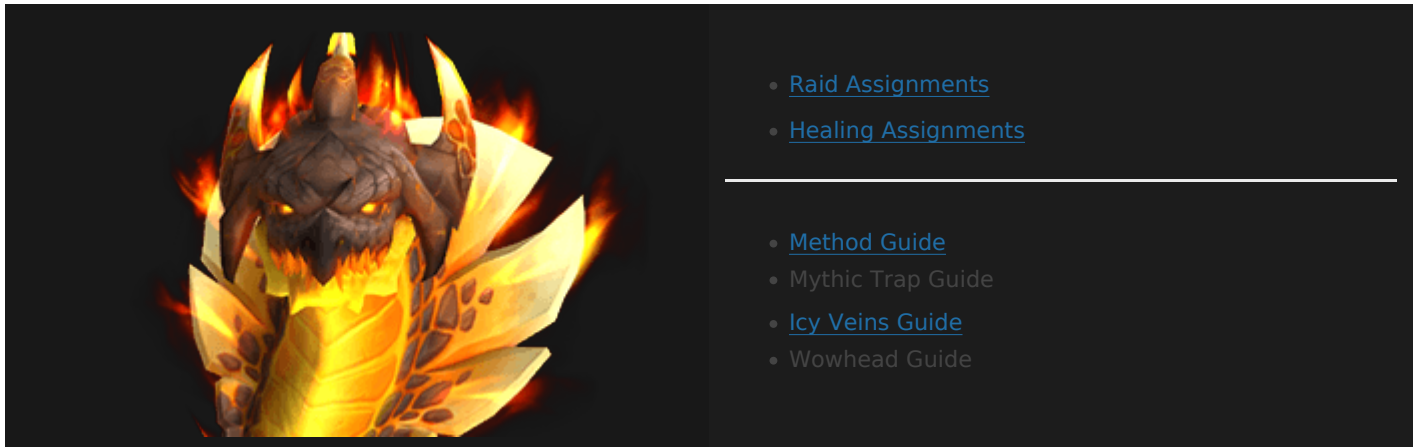 Raid Assignments
Healing Assignments
Method Guide
Mythic Trap Guide
Icy Veins Guide
Wowhead Guide